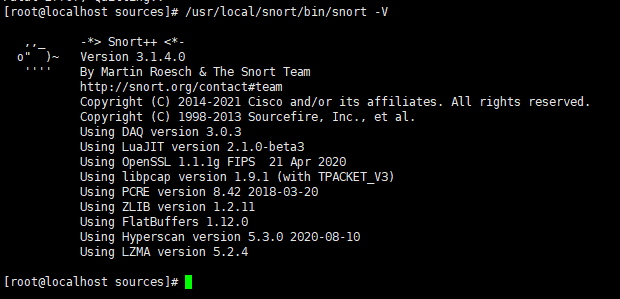 [root@localhost sources]# /usr/local/snort/bin/snort -V
,,_ -*> Snort++ <*-
o" )~ Version 3.1.4.0
'''' By Martin Roesch & The Snort Team
http://snort.org/contact#team
Copyright (C) 2014-2021 Cisco and/or its affiliates. All rights reserved.
Copyright (C) 1998-2013 Sourcefire, Inc., et al.
Using DAQ version 3.0.3
Using LuaJIT version 2.1.0-beta3
Using OpenSSL 1.1.1g FIPS  21 Apr 2020
Using libpcap version 1.9.1 (with TPACKET_V3)
Using PCRE version 8.42 2018-03-20
Using ZLIB version 1.2.11
Using FlatBuffers 1.12.0
Using Hyperscan version 5.3.0 2020-08-10
Using LZMA version 5.2.4
[root@localhost sources]#